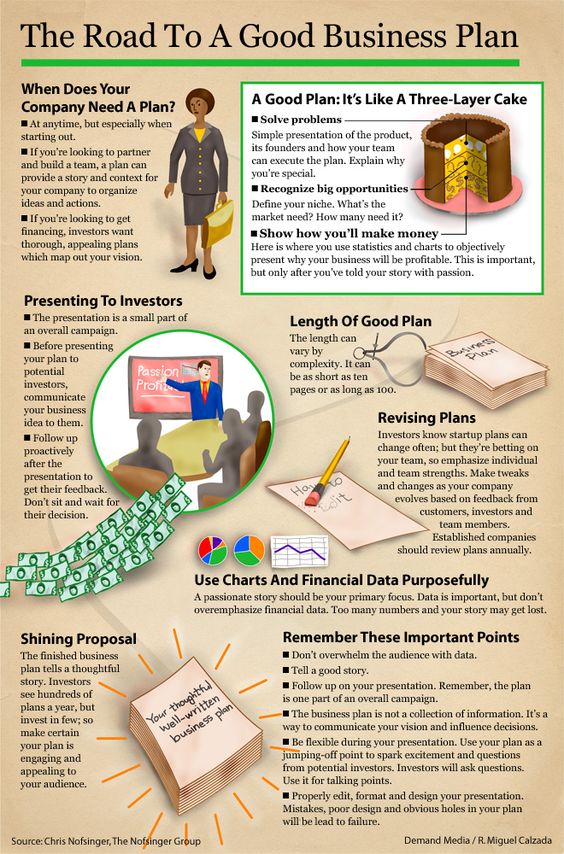 The Road To A Good Business Plan
When Does Your
Company Need A Plan?
■ At anytime, but especially when
starting out.
■ If you're looking to partner
and build a team, a plan can
provide a story and context for
your company to organize
ideas and actions.
■ If you're looking to get
financing, investors want
thorough, appealing plans
which map out your vision.
A Good Plan: It's Like A Three-Layer Cake
■ Solve problems
Simple presentation of the product,
its founders and how your team
can execute the plan. Explain why
you're special.
■ Recognize big opportunities
Define your niche. What's the
market need? How many need it?
■ Show how you'll make money
Here is where you use statistics and charts to objectively
present why your business will be profitable. This is important,
but only after you've told your story with passion.
Presenting To Investors
■ The presentation is a small part of
an overall campaign.
■ Before presenting
your plan to
potential
investors,
communicate
your business
idea to them.
■ Follow up
proactively
after the
presentation to
get their feedback.
Don't sit and wait for
their decision.
Passion
Profit
Length Of Good Plan
The length can
vary by
complexity. It can
be as short as ten
pages or as long as 100.
Business
Plan
Revising Plans
Investors know startup plans can
change often; but they're betting on
your team, so emphasize individual
and team strengths. Make tweaks
and changes as your company
evolves based on feedback from
customers, investors and
team members.
Established companies
should review plans annually.
How to
Edit
Use Charts And Financial Data Purposefully
A passionate story should be your primary focus. Data is important, but don't
overemphasize financial data. Too many numbers and your story may get lost.
Shining Proposal
The finished business
plan tells a thoughtful
story. Investors
see hundreds of
plans a year, but
invest in few; so
make certain
your plan is
engaging and
appealing to
your audience.
Your thoughtful
well-written
business plan
Remember These Important Points
■ Don't overwhelm the audience with data.
■ Tell a good story.
■ Follow up on your presentation. Remember, the plan
is one part of an overall campaign.
■ The business plan is not a collection of information. It's a
way to communicate your vision and influence decisions.
■ Be flexible during your presentation. Use your plan as a
jumping-off point to spark excitement and questions
from potential investors. Investors will ask questions.
Use it for talking points.
■ Properly edit, format and design your presentation.
Mistakes, poor design and obvious holes in your plan
will be lead to failure.
Source: Chris Nofsinger, The Nofsinger Group
Demand Media / R. Miguel Calzada